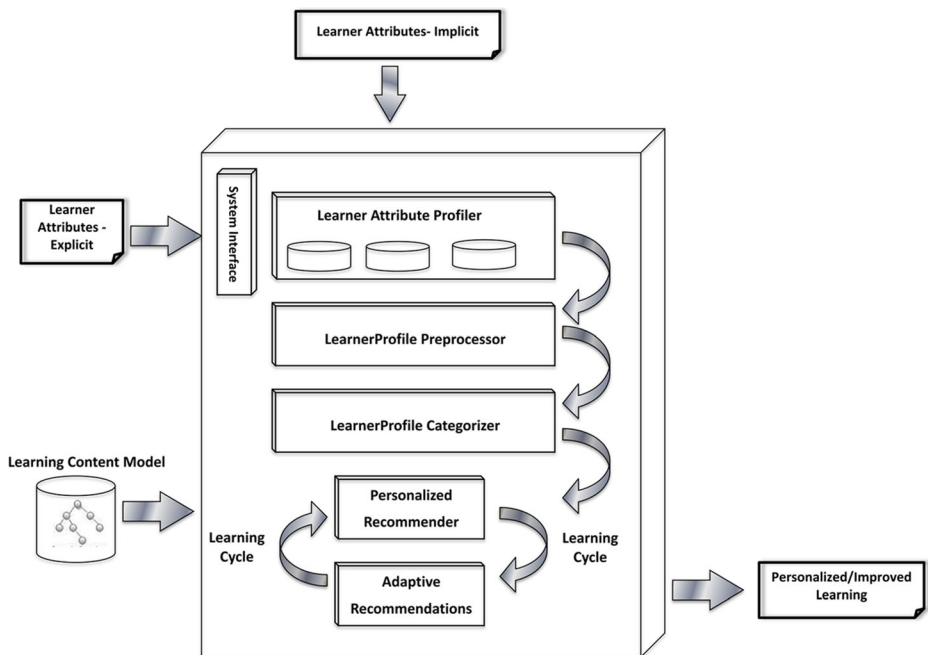 Learner Attributes- Implicit
System Interface
Learner
Attributes -
Explicit
Learner Attribute Profiler
LearnerProfile Preprocessor
LearnerProfile Categorizer
Learning Content Model
Personalized
Recommender
Learning
Cycle
Learning
Cycle
Adaptive
Recommendations
Personalized/Improved
Learning